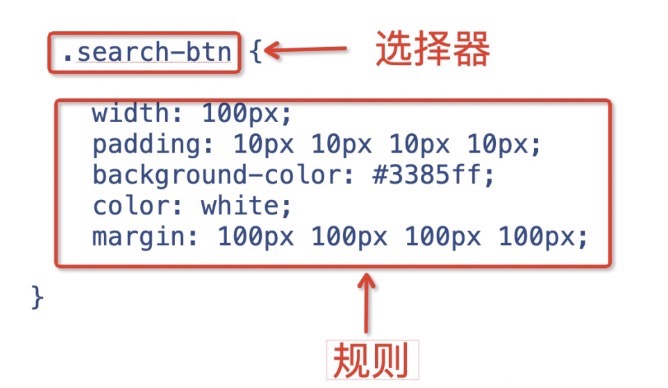 .search-btn { 选择器
width: 100px;
padding: 10px 10px 10px 10px;
background-color: #3385ff;
color: white;
margin: 100px 100px 100px 100px;
}
规则